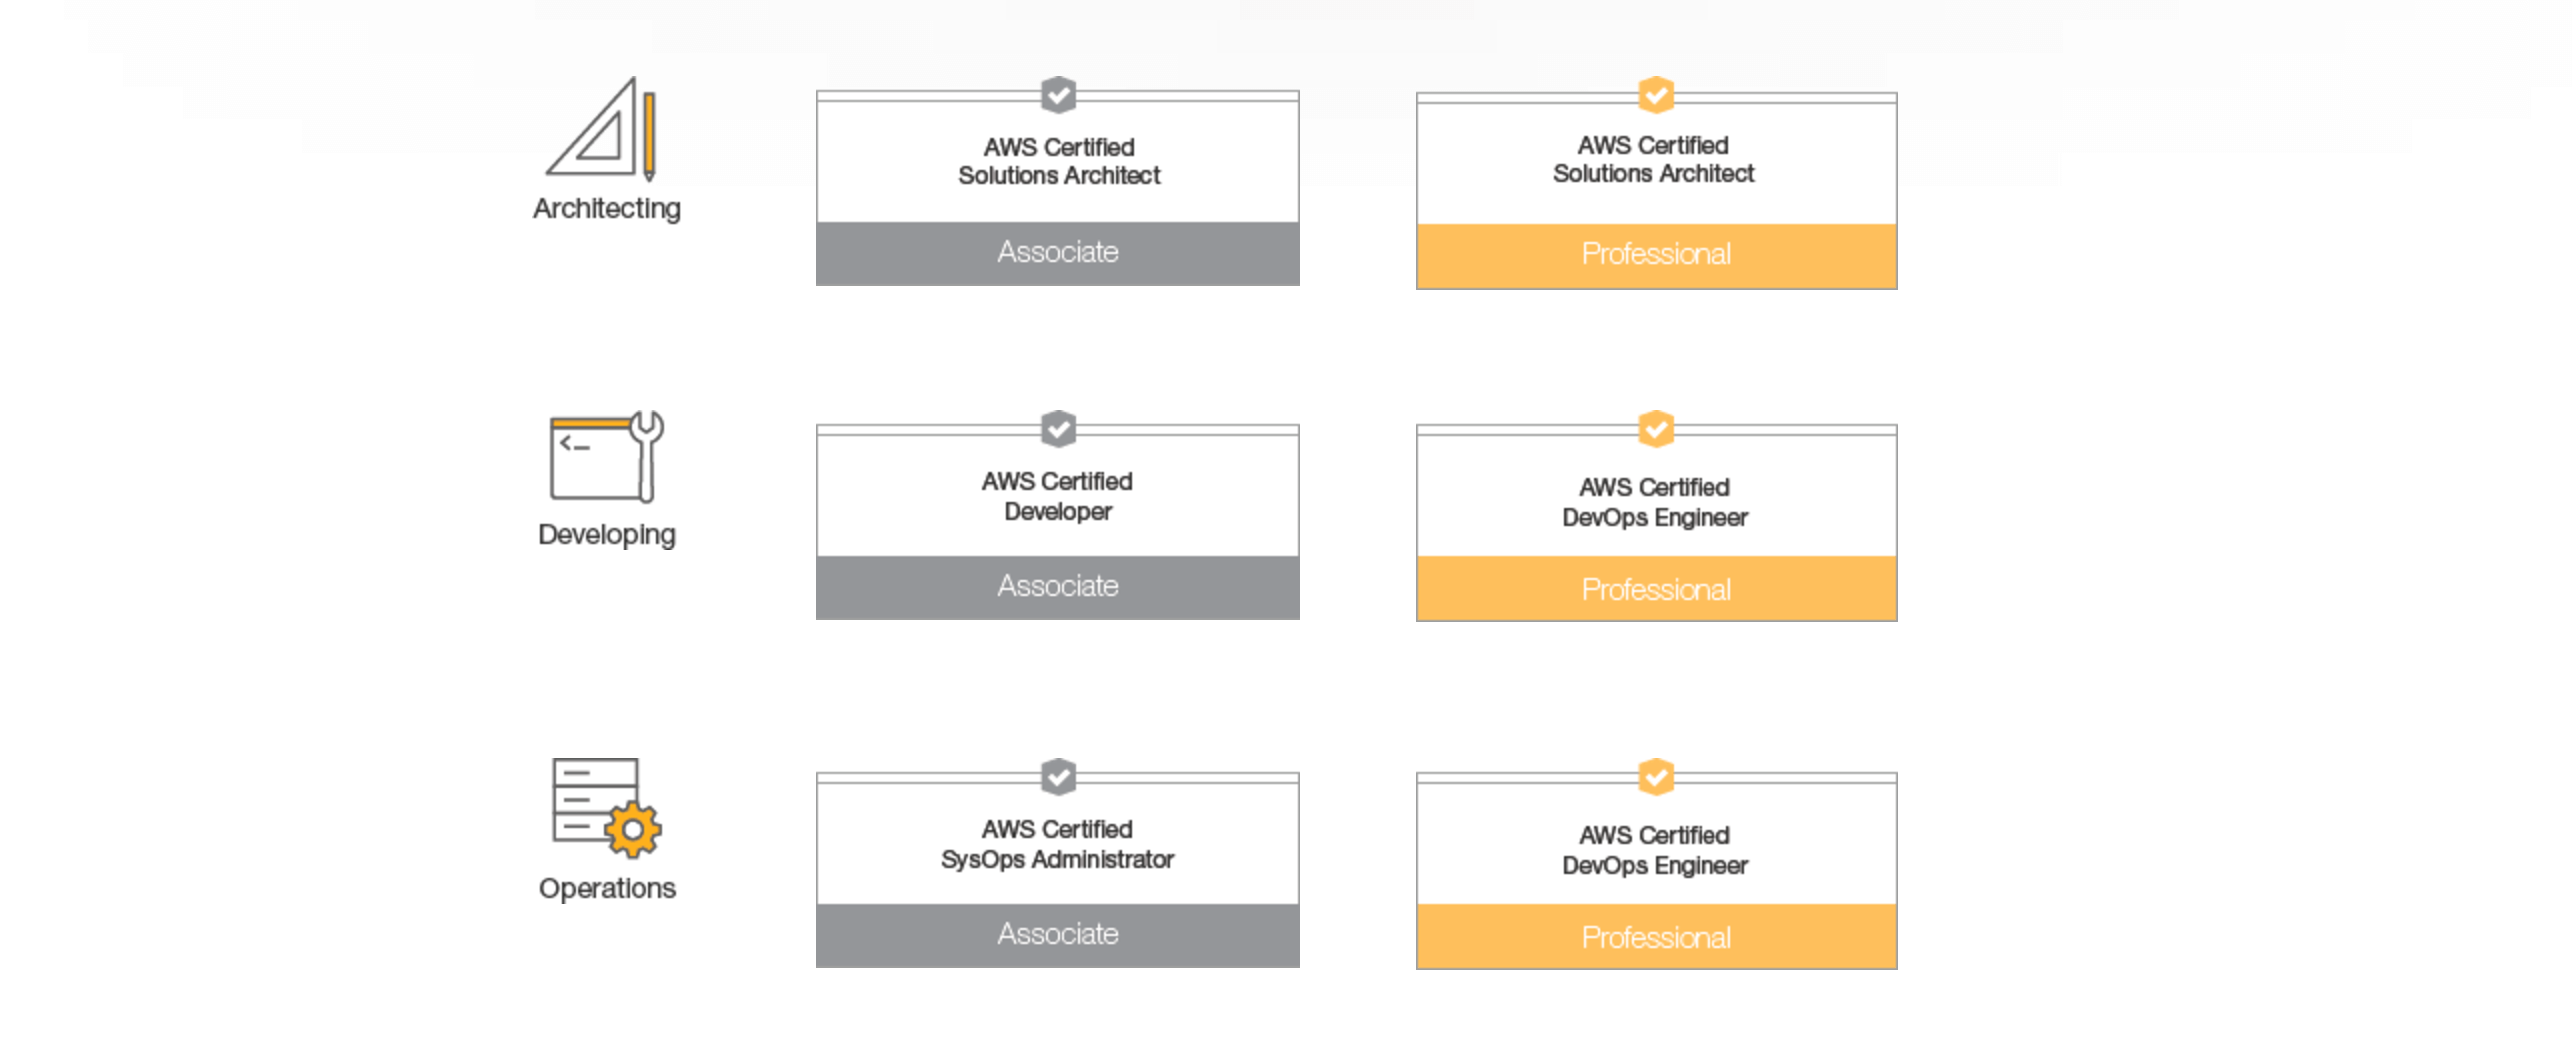 Architecting
AWS Certified
Solutions Architect
Associate
AWS Certified
Solutions Architect
Professional
<_
Developing
AWS Certified
Developer
Associate
AWS Certified
DevOps Engineer
Professional
Operations
AWS Certified
SysOps Administrator
Associate
AWS Certified
DevOps Engineer
Professional